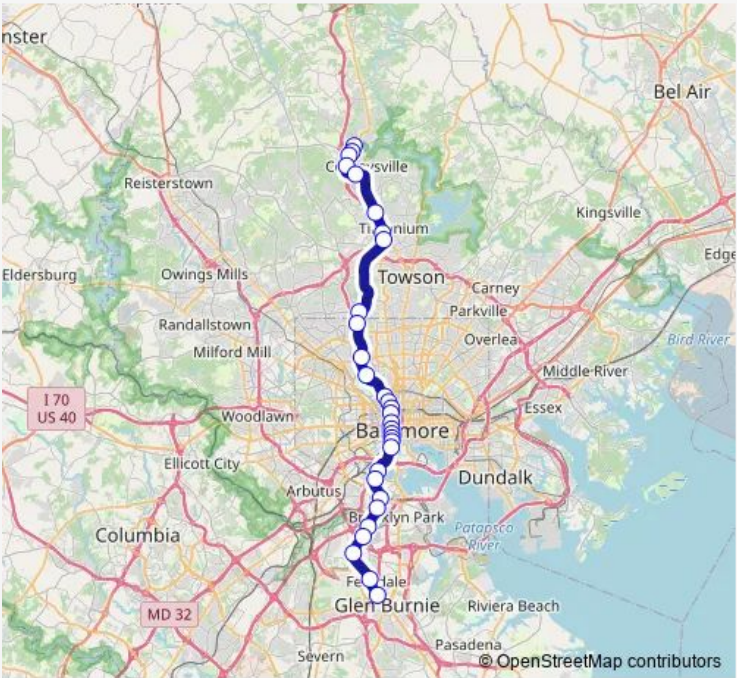 nster
Bel Air
Reisterstown
Kingsville
Eldersburg
Owings Mills
Towson
Edge
Carney
Parkville
Randallstown
Overlea
Bird River
Milford Mill
Middle River
I 70
US 40
Woodlawn
Essex
Ellicott City
Arbutus
Dundalk
Columbia
Patapsco
River
MD 32
Glen Burnie
Riviera Beach
Severn
Pasadena
© OpenStreetMap contributors